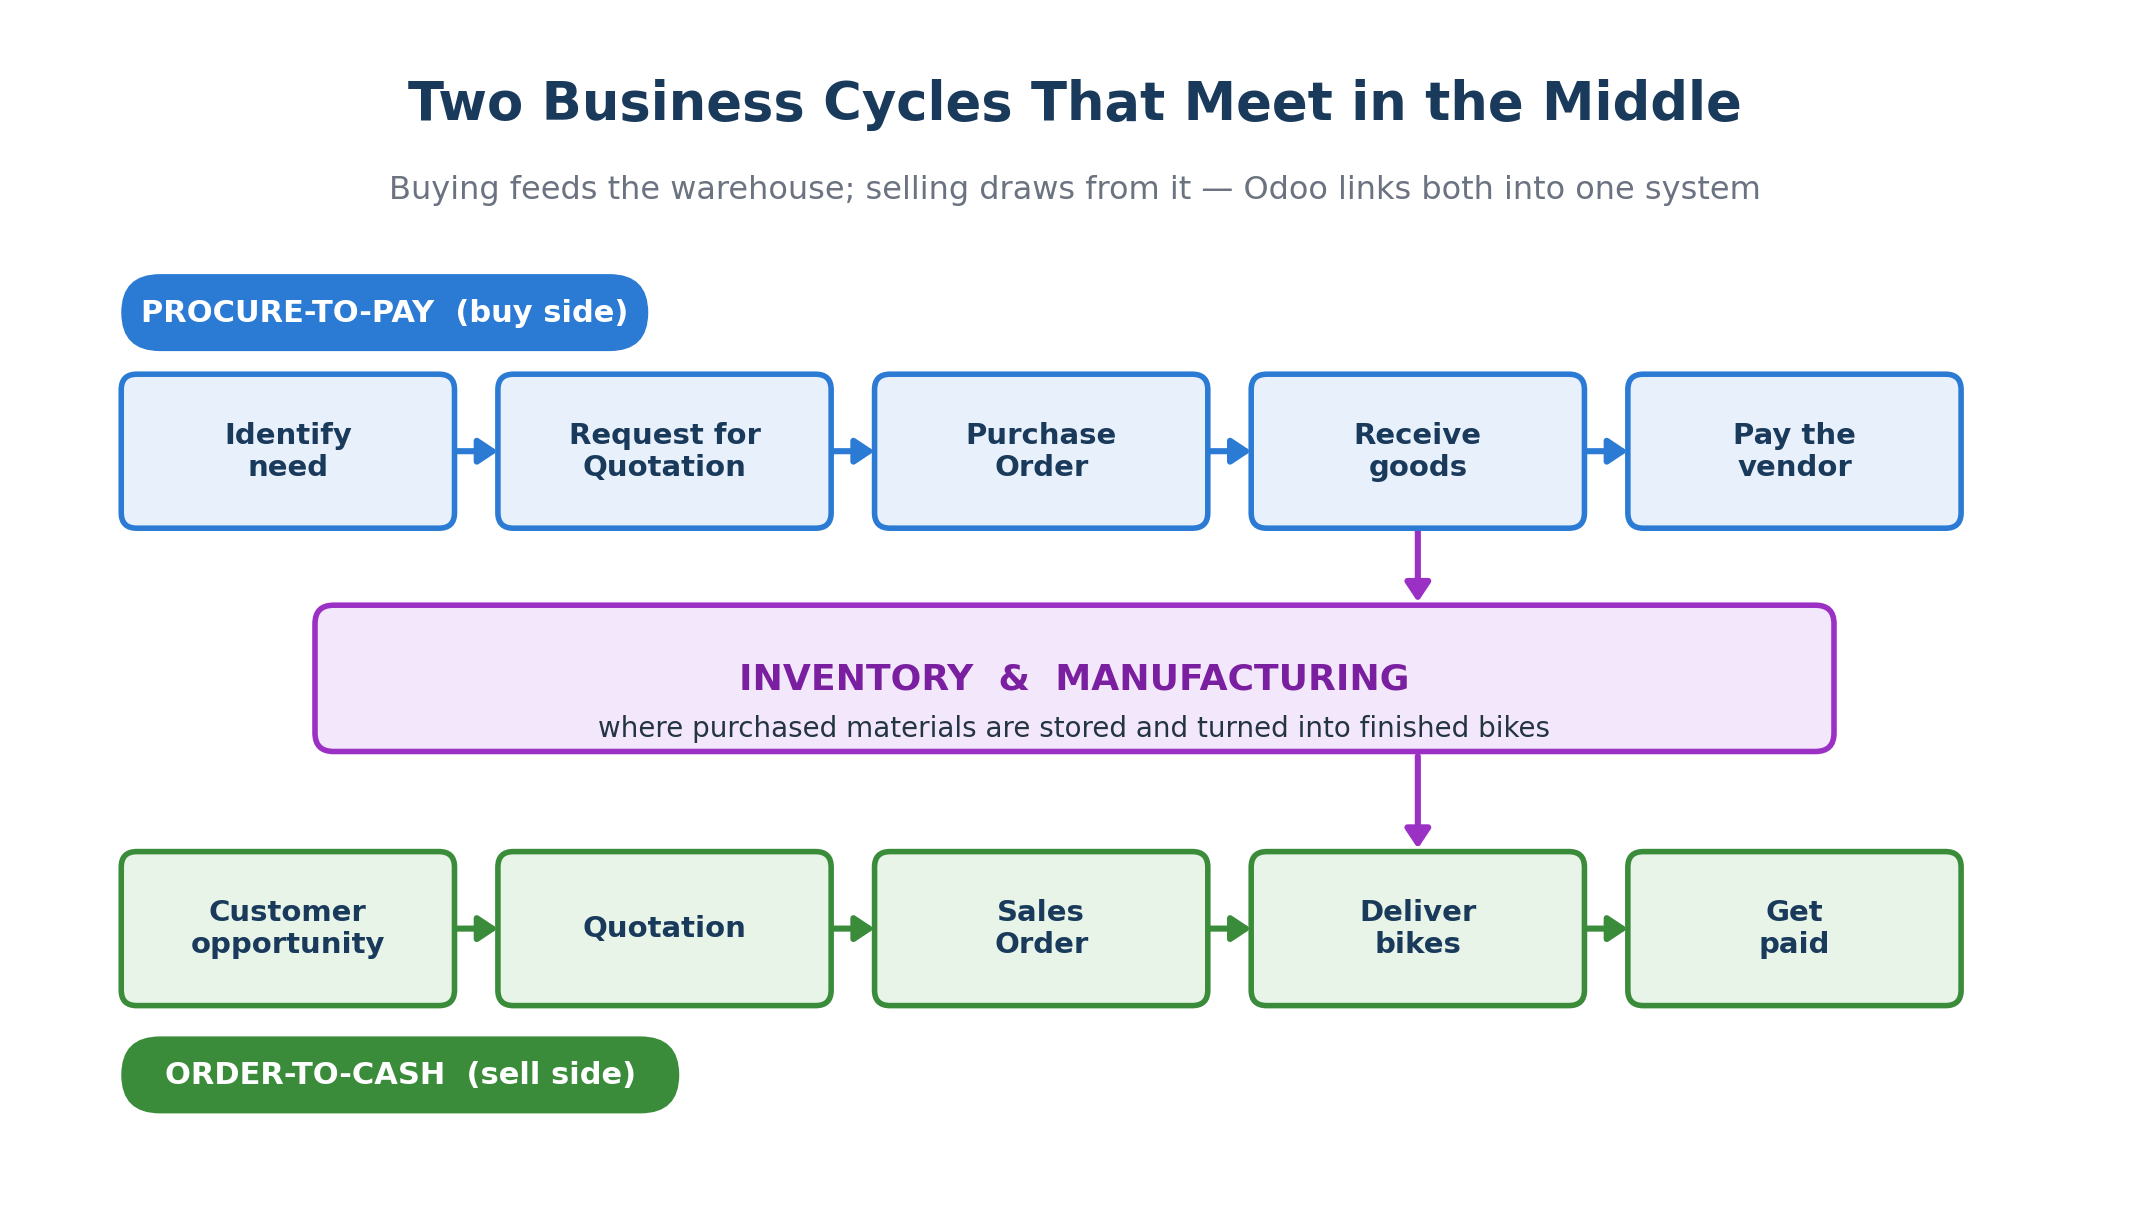 Two Business Cycles That Meet in the Middle
Buying feeds the warehouse; selling draws from it — Odoo links both into one system
PROCURE-TO-PAY  (buy side)
Identify
need
Request for
Quotation
Purchase
Order
Receive
goods
Pay the
vendor
INVENTORY  &  MANUFACTURING
where purchased materials are stored and turned into finished bikes
Customer
opportunity
Quotation
Sales
Order
Deliver
bikes
Get
paid
ORDER-TO-CASH  (sell side)